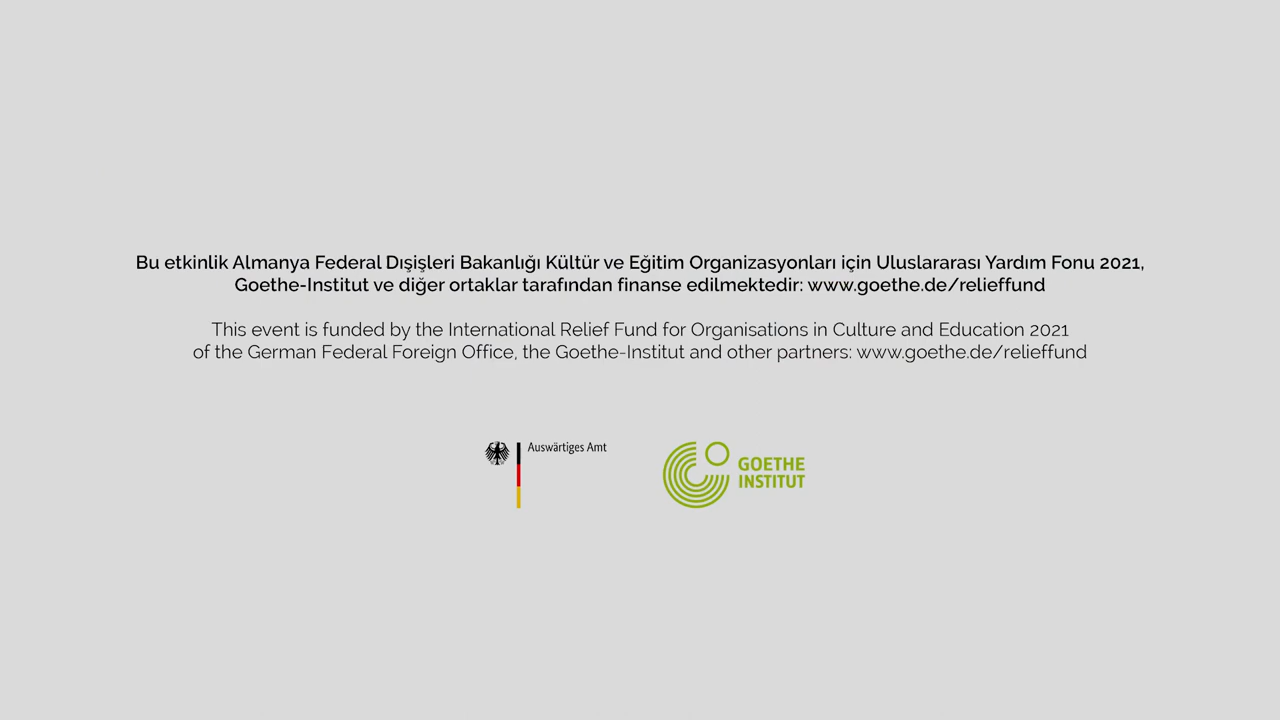 Bu etkinlik Almanya Federal Dışişleri Bakanlığı Kültür ve Eğitim Organizasyonları için Uluslararası Yardım Fonu 2021,
Goethe-Institut ve diğer ortaklar tarafından finanse edilmektedir: www.goethe.de/relieffund
This event is funded by the International Relief Fund for Organisations in Culture and Education 2021
of the German Federal Foreign Office, the Goethe-Institut and other partners: www.goethe.de/relieffund
Auswärtiges Amt
GOETHE
INSTITUT